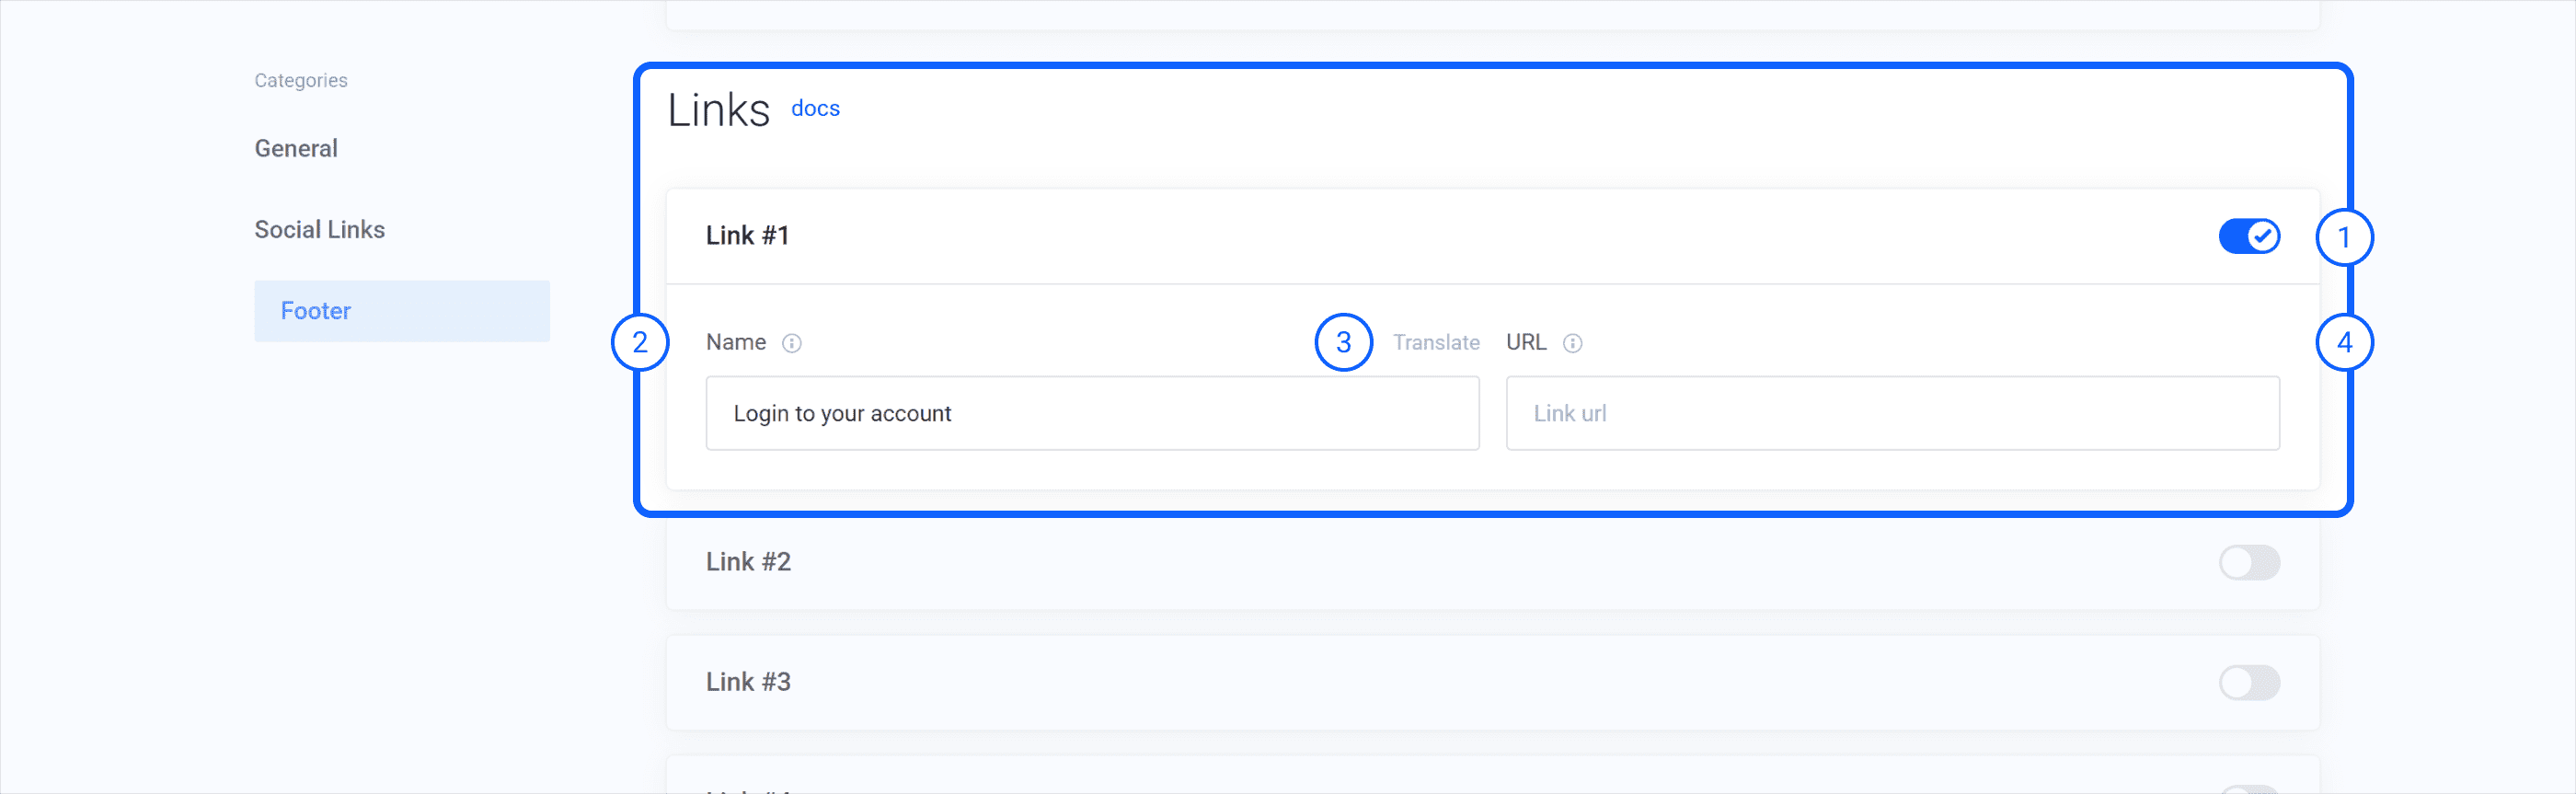 Categories
General
Social Links
Footer
Links docs
Link #1
1
2 Name
3 Translate URL
4
Login to your account
Link url
Link #2
Link #3